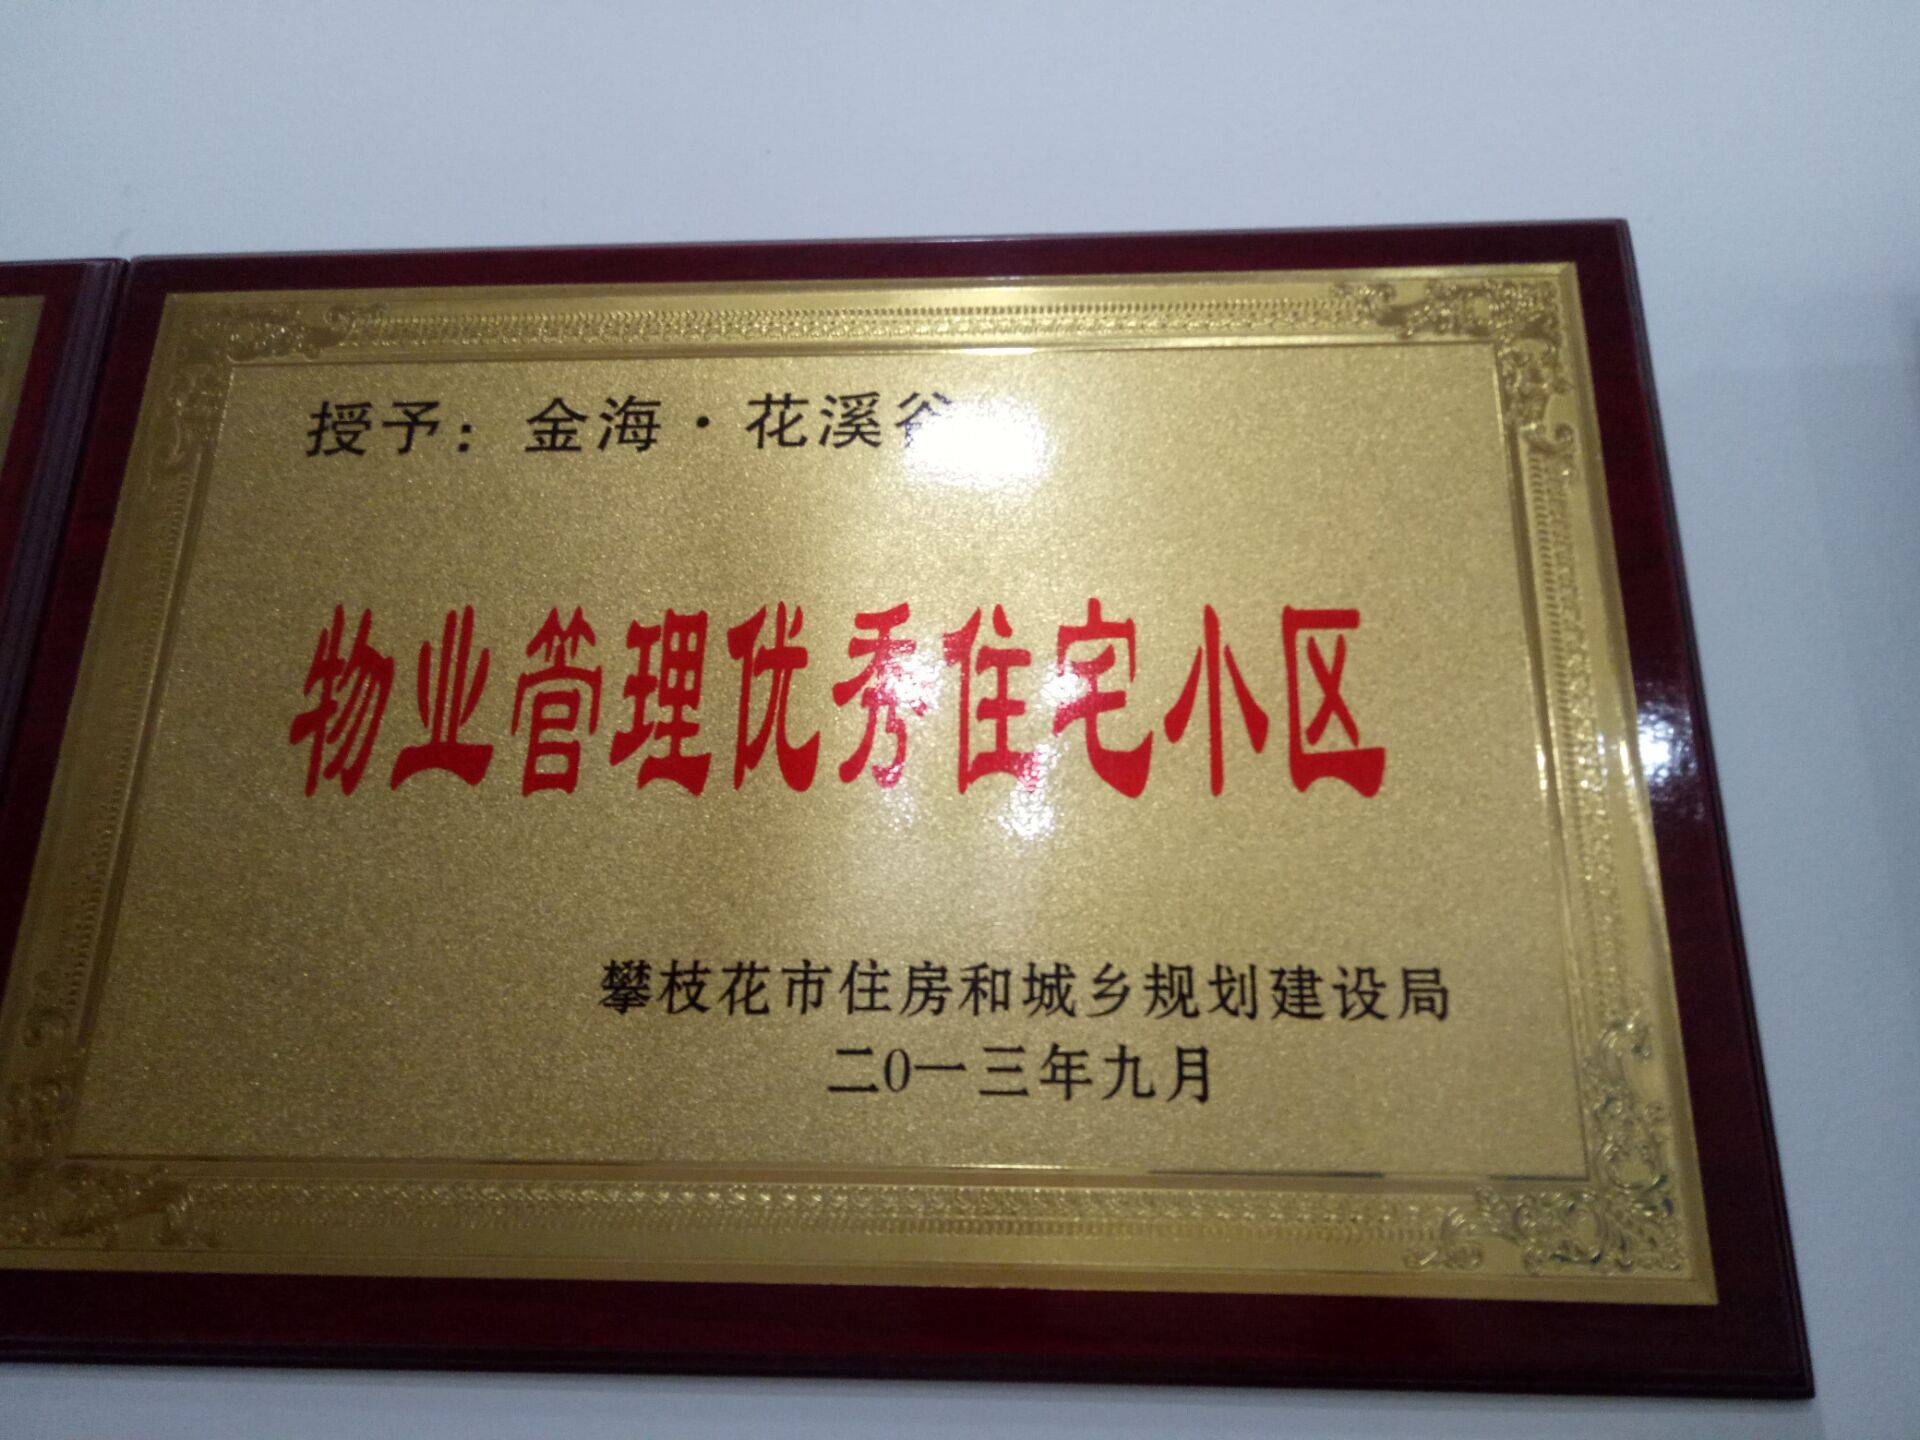 授予：金海·花溪谷
物业管理优秀住宅小区
攀枝花市住房和城乡规划建设局
二0一三年九月